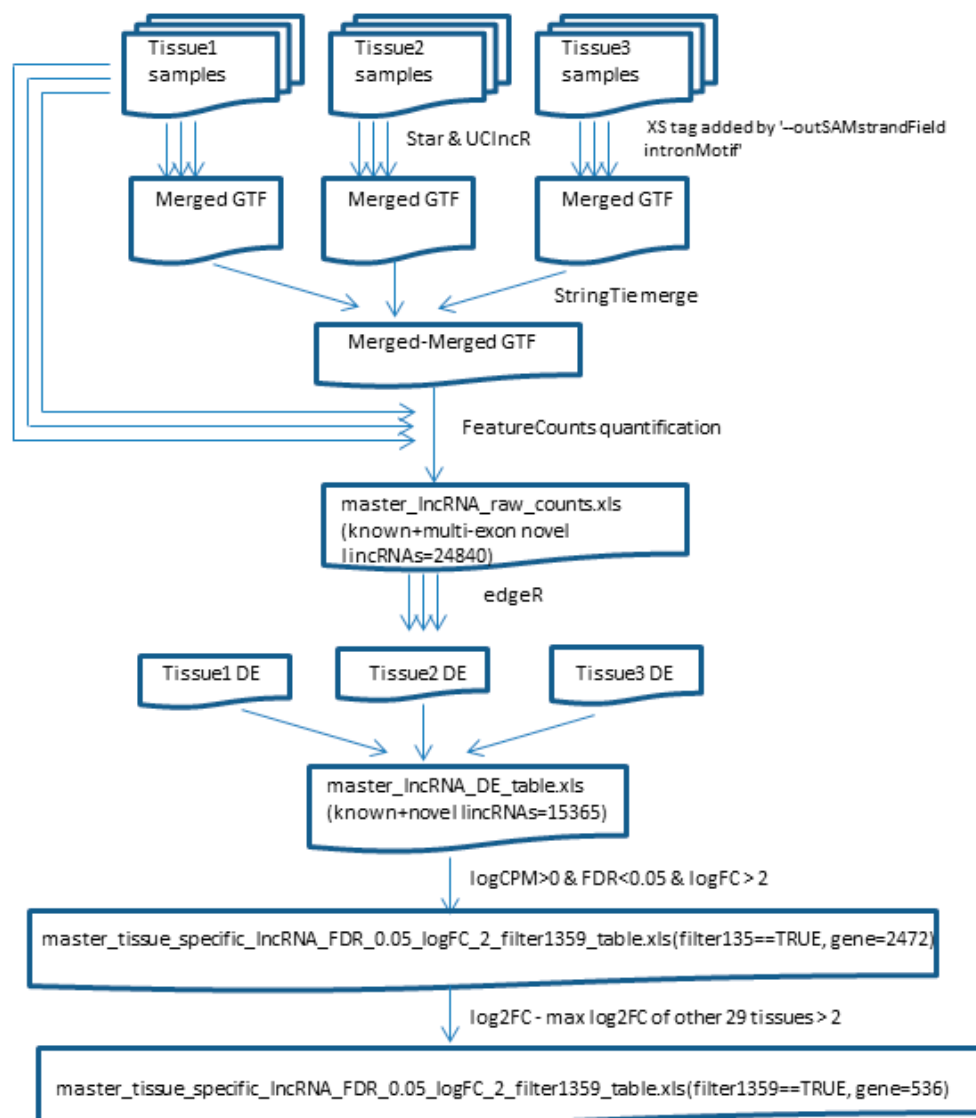 Tissue1
samples
Tissue2
samples
Tissue3
samples
Star & UClncR
XS tag added by '--outSAMstrandField
intronMotif'
Merged GTF
Merged GTF
Merged GTF
StringTie merge
Merged-Merged GTF
FeatureCounts quantification
master_lncRNA_raw_counts.xls
(known+multi-exon novel
lincRNAs=24840)
edgeR
Tissue1 DE
Tissue2 DE
Tissue3 DE
master_lncRNA_DE_table.xls
(known+novel lincRNAs=15365)
logCPM>0 & FDR<0.05 & logFC > 2
master_tissue_specific_lncRNA_FDR_0.05_logFC_2_filter1359_table.xls(filter135==TRUE, gene=2472)
log2FC - max log2FC of other 29 tissues > 2
master_tissue_specific_lncRNA_FDR_0.05_logFC_2_filter1359_table.xls(filter1359==TRUE, gene=536)